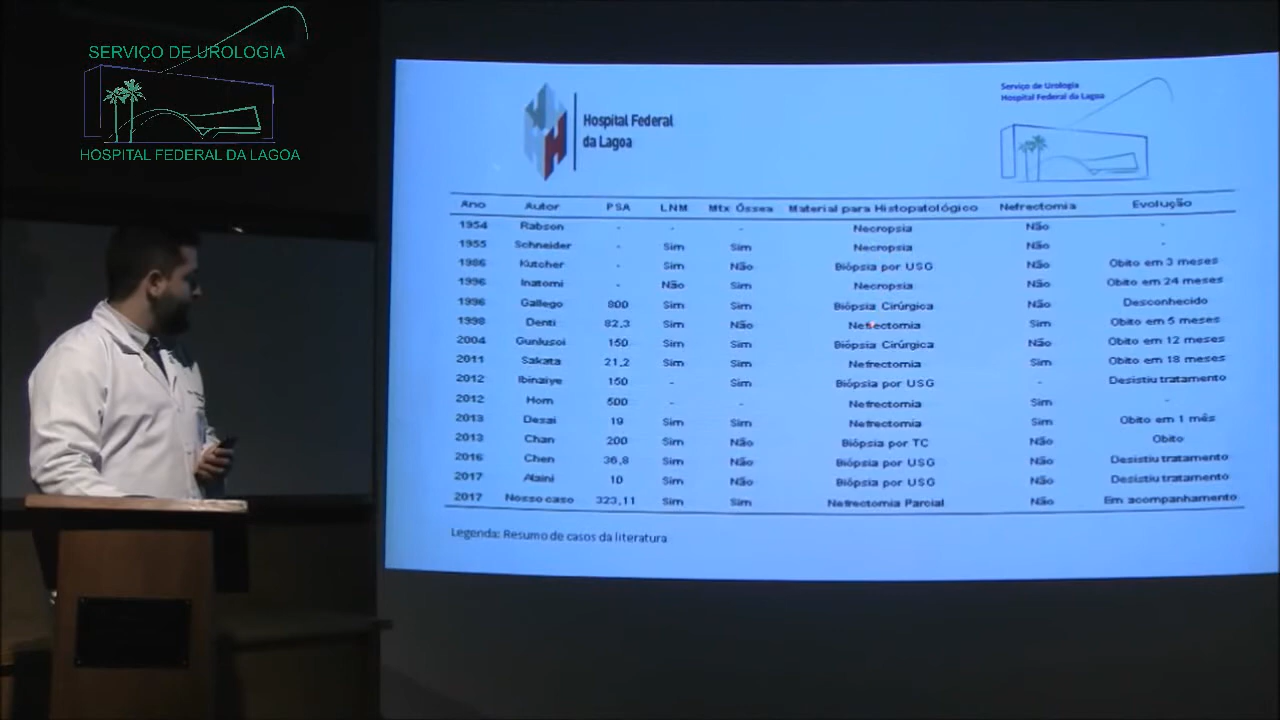 SERVIÇO DE UROLOGIA
HOSPITAL FEDERAL DA LAGOA
Hospital Federal
da Lagoa
Serviço de Urologia
Hospital Federal da Lagoa
Ano Autor PSA LNM Mtx Óssea Material para Histopatológico Nefrectomia Evolução
1954 Rabson - - - Necropsia Não -
1955 Schneider - Sim Sim Necropsia Não -
1986 Kutcher - Sim Não Biópsia por USG Não Obito em 3 meses
1996 Inatomi - Não Sim Necropsia Não Obito em 24 meses
1996 Gallego 800 Sim Sim Biópsia Cirúrgica Não Desconhecido
1998 Denti 82,3 Sim Não Nefrectomia Sim Obito em 5 meses
2004 Gunlusoi 150 Sim Sim Biópsia Cirúrgica Não Obito em 12 meses
2011 Sakata 21,2 Sim Sim Nefrectomia Sim Obito em 18 meses
2012 Ibinaiye 150 - Sim Biópsia por USG - Desistiu tratamento
2012 Horn 500 - - Nefrectomia Sim -
2013 Desai 19 Sim Sim Nefrectomia Sim Obito em 1 mês
2013 Chan 200 Sim Não Biópsia por TC Não Obito
2016 Chen 36,8 Sim Não Biópsia por USG Não Desistiu tratamento
2017 Alaini 10 Sim Não Biópsia por USG Não Desistiu tratamento
2017 Nosso caso 323,11 Sim Sim Nefrectomia Parcial Não Em acompanhamento
Legenda: Resumo de casos da literatura